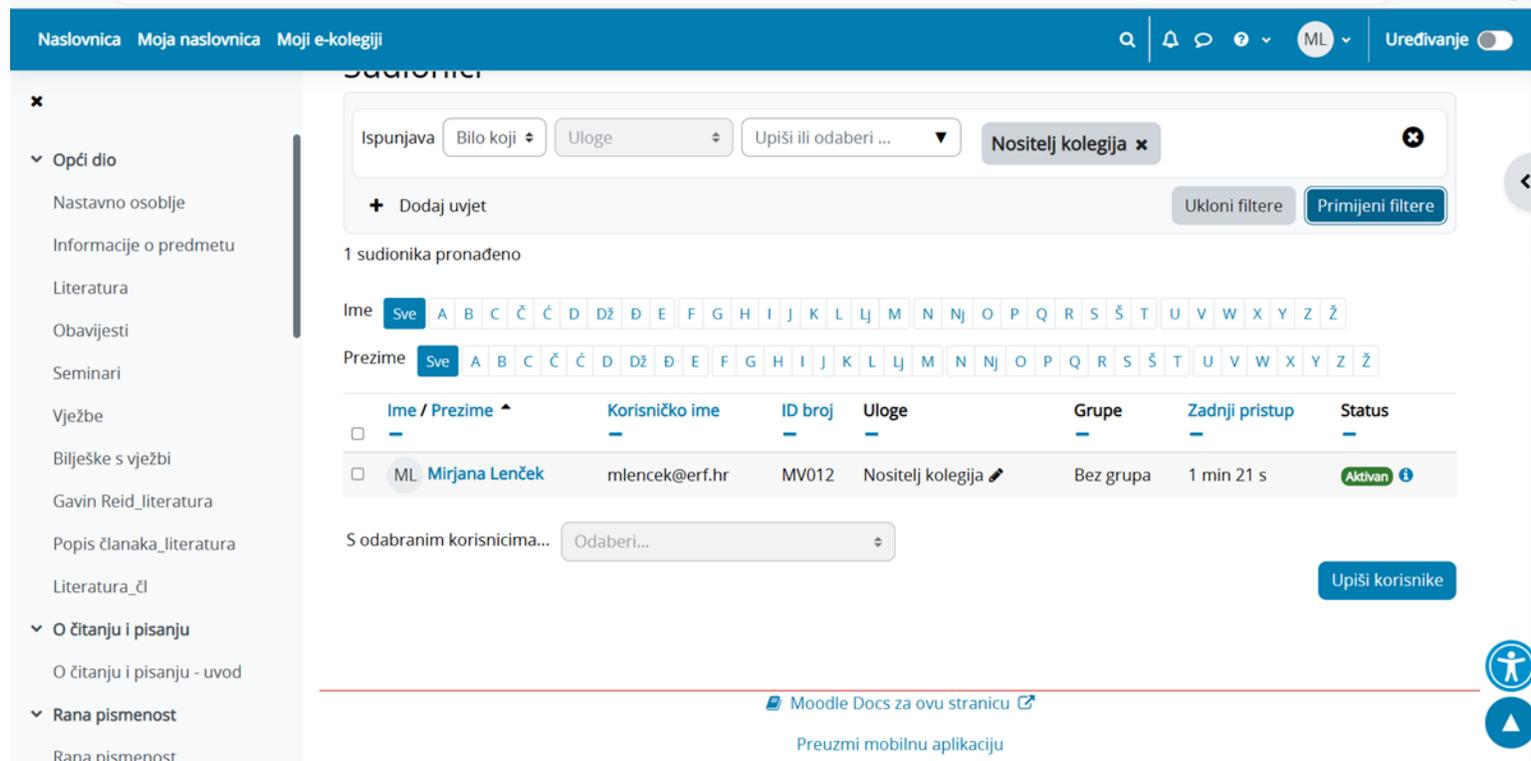 Naslovnica Moja naslovnica Moji e-kolegiji ML Uređivanje
Sudionici
Opći dio
Nastavno osoblje
Informacije o predmetu
Literatura
Obavijesti
Seminari
Vježbe
Bilješke s vježbi
Gavin Reid_literatura
Popis članaka_literatura
Literatura_čl
O čitanju i pisanju
O čitanju i pisanju - uvod
Rana pismenost
Rana pismenost
Ispunjava Bilo koji Uloge Upiši ili odaberi ... Nositelj kolegija
Dodaj uvjet Ukloni filtere Primijeni filtere
1 sudionika pronađeno
Ime Sve A B C Č Ć D Dž Đ E F G H I J K L Lj M N Nj O P Q R S Š T U V W X Y Z Ž
Prezime Sve A B C Č Ć D Dž Đ E F G H I J K L Lj M N Nj O P Q R S Š T U V W X Y Z Ž
Ime / Prezime Korisničko ime ID broj Uloge Grupe Zadnji pristup Status
ML Mirjana Lenček mlencek@erf.hr MV012 Nositelj kolegija Bez grupa 1 min 21 s Aktivan
S odabranim korisnicima... Odaberi...
Upiši korisnike
Moodle Docs za ovu stranicu
Preuzmi mobilnu aplikaciju